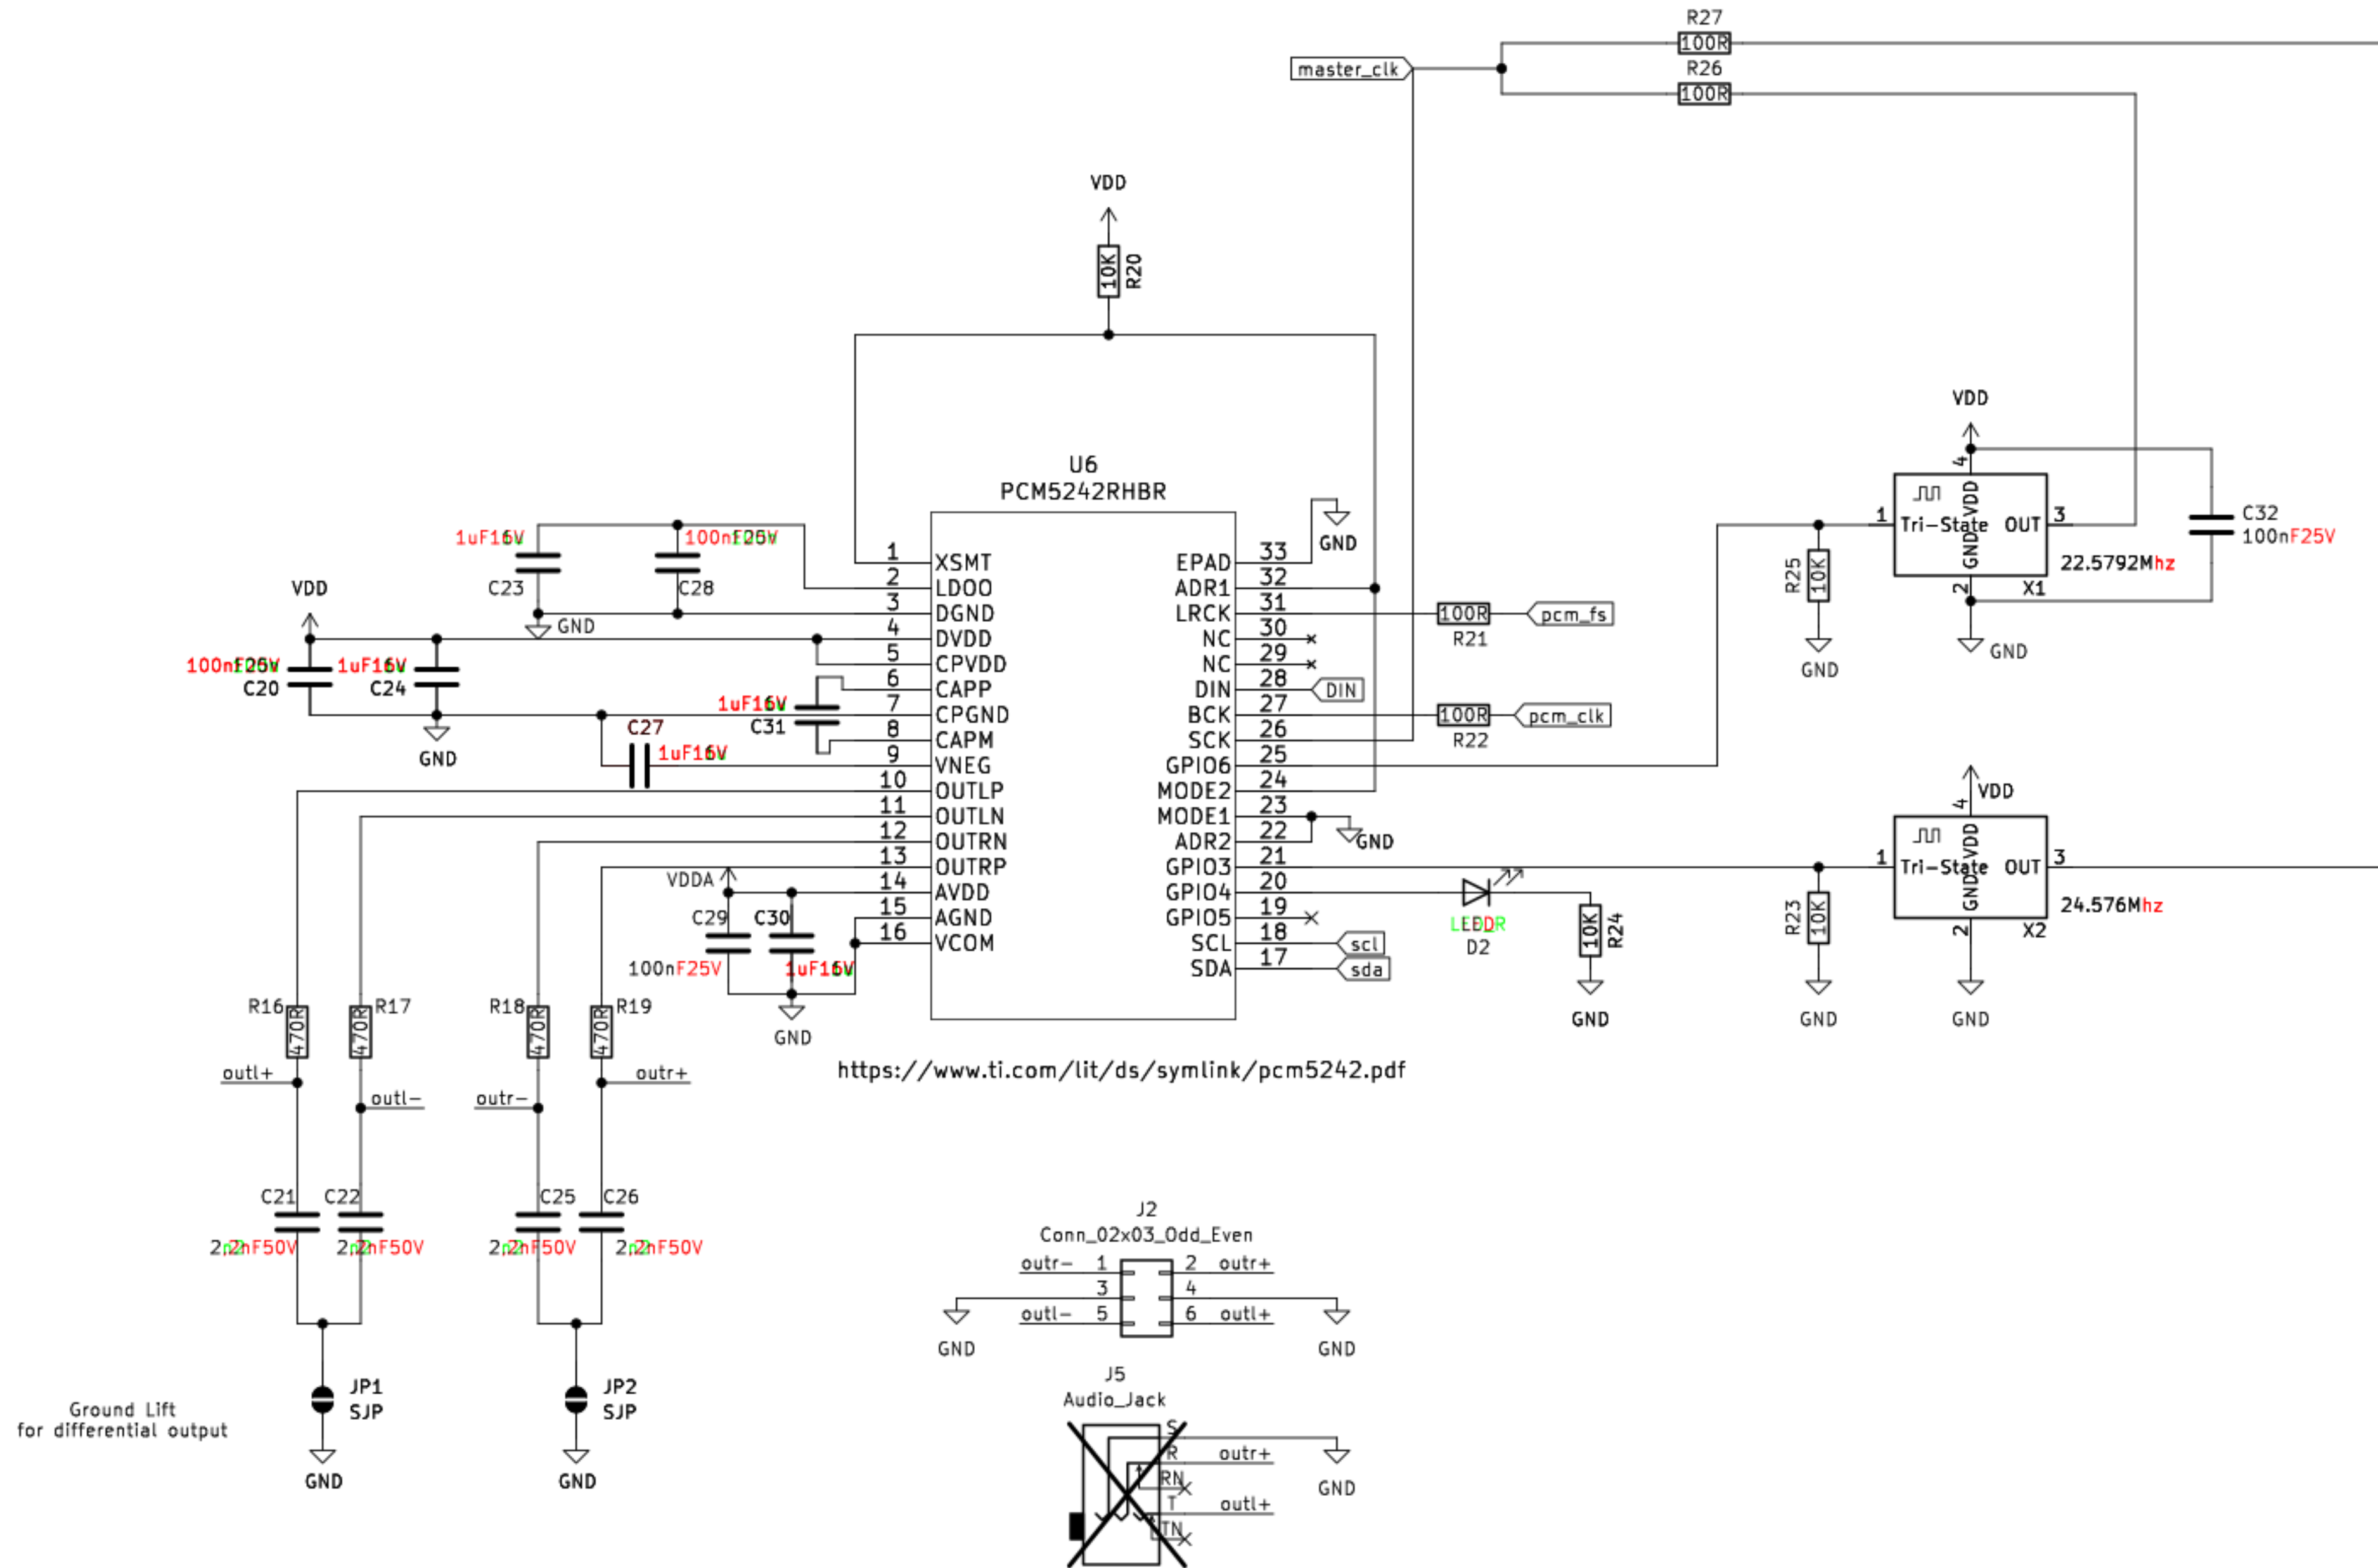 R27
100R
master_clk
R26
100R
VDD
10K
R20
U6
PCM5242RHBR
1 XSMT
2 LDOO
3 DGND
4 DVDD
5 CPVDD
6 CAPP
7 CPGND
8 CAPM
9 VNEG
10 OUTLP
11 OUTLN
12 OUTRN
13 OUTRP
14 AVDD
15 AGND
16 VCOM
EPAD 33
ADR1 32
LRCK 31
NC 30
NC 29
DIN 28
BCK 27
SCK 26
GPIO6 25
MODE2 24
MODE1 23
ADR2 22
GPIO3 21
GPIO4 20
GPIO5 19
SCL 18
SDA 17
https://www.ti.com/lit/ds/symlink/pcm5242.pdf
1uF16V
C23
100nF25V
C28
GND
VDD
100nF25V
C20
1uF16V
C24
GND
C27
1uF16V
1uF16V
C31
VDDA
C29
100nF25V
C30
1uF16V
GND
GND
100R
R21
pcm_fs
DIN
100R
R22
pcm_clk
GND
D2
10K
R24
GND
scl
sda
VDD
4
1 Tri-State OUT 3
VDD
GND
2
22.5792Mhz
X1
GND
C32
100nF25V
R25
10K
GND
VDD
4
1 Tri-State OUT 3
VDD
GND
2
24.576Mhz
X2
GND
R23
10K
GND
R16
470R
R17
470R
R18
470R
R19
470R
outl+
outl-
outr-
outr+
C21
C22
C25
C26
JP1
SJP
GND
JP2
SJP
GND
Ground Lift
for differential output
J2
Conn_02x03_Odd_Even
outr- 1 2 outr+
3 4
outl- 5 6 outl+
GND
GND
J5
Audio_Jack
S
R outr+
RN
T outl+
TN
GND